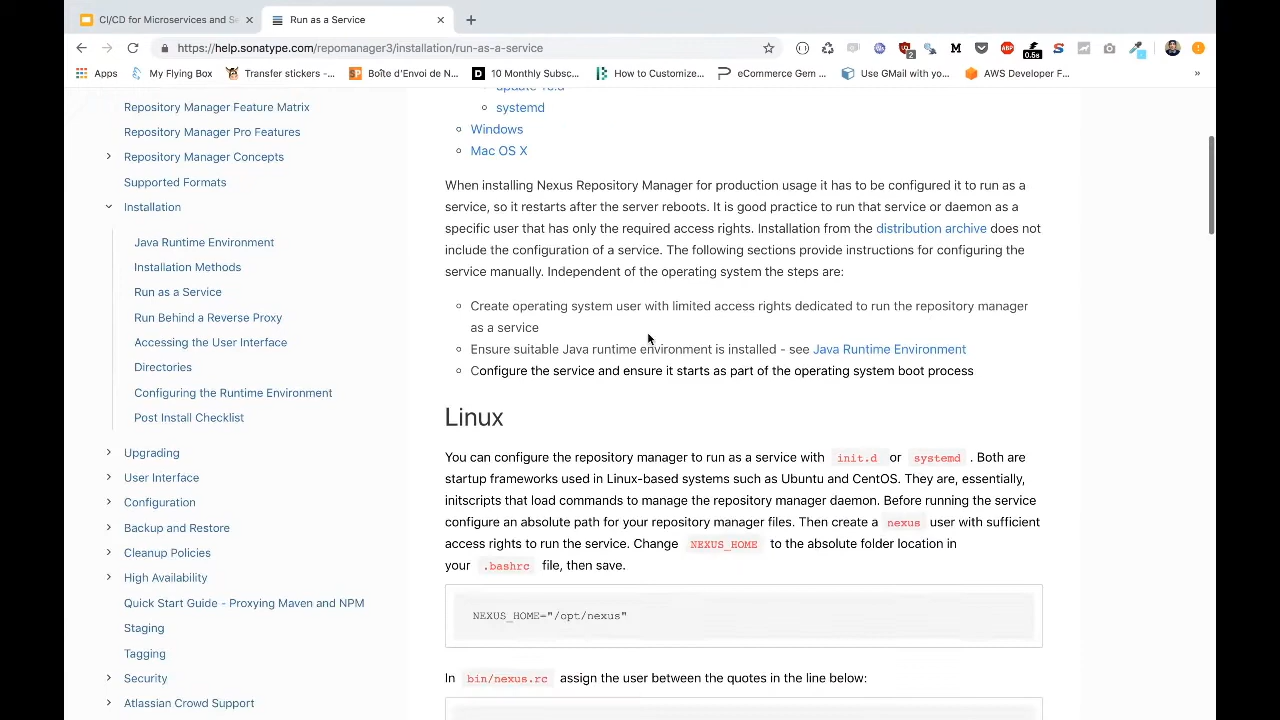 CI/CD for Microservices and S
Run as a Service
https://help.sonatype.com/repomanager3/installation/run-as-a-service
2
M
ABP
0.5s
S
Apps
My Flying Box
Transfer stickers -...
SP
Boîte d'Envoi de N...
D
10 Monthly Subsc...
How to Customize...
eCommerce Gem ...
Use GMail with yo...
AWS Developer F...
»
systemd
Windows
Mac OS X
Repository Manager Feature Matrix
Repository Manager Pro Features
Repository Manager Concepts
Supported Formats
Installation
Java Runtime Environment
Installation Methods
Run as a Service
Run Behind a Reverse Proxy
Accessing the User Interface
Directories
Configuring the Runtime Environment
Post Install Checklist
Upgrading
User Interface
Configuration
Backup and Restore
Cleanup Policies
High Availability
Quick Start Guide - Proxying Maven and NPM
Staging
Tagging
Security
Atlassian Crowd Support
When installing Nexus Repository Manager for production usage it has to be configured it to run as a
service, so it restarts after the server reboots. It is good practice to run that service or daemon as a
specific user that has only the required access rights. Installation from the distribution archive does not
include the configuration of a service. The following sections provide instructions for configuring the
service manually. Independent of the operating system the steps are:
Create operating system user with limited access rights dedicated to run the repository manager
as a service
Ensure suitable Java runtime environment is installed - see Java Runtime Environment
Configure the service and ensure it starts as part of the operating system boot process
Linux
You can configure the repository manager to run as a service with init.d or systemd . Both are
startup frameworks used in Linux-based systems such as Ubuntu and CentOS. They are, essentially,
initscripts that load commands to manage the repository manager daemon. Before running the service
configure an absolute path for your repository manager files. Then create a nexus user with sufficient
access rights to run the service. Change NEXUS_HOME to the absolute folder location in
your .bashrc file, then save.
NEXUS_HOME="/opt/nexus"
In bin/nexus.rc assign the user between the quotes in the line below: